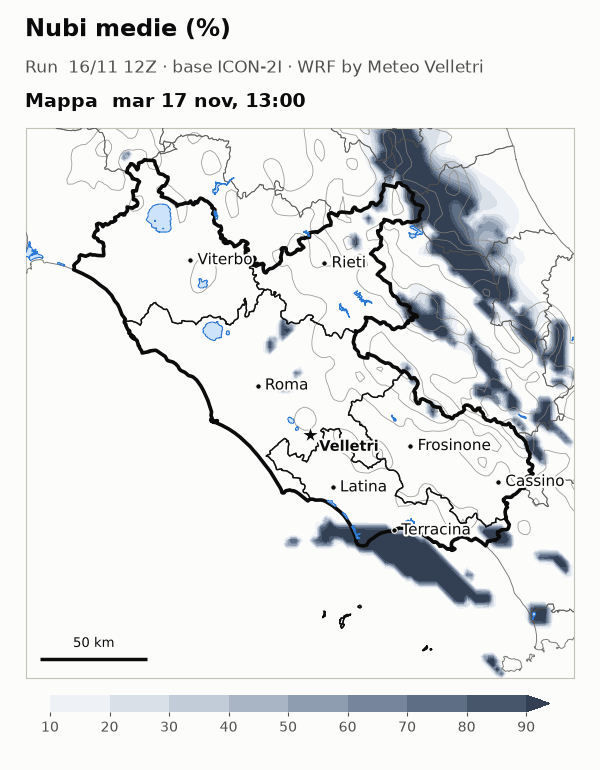 Nubi medie (%)
Run 16/11 12Z · base ICON-2I · WRF by Meteo Velletri
Mappa mar 17 nov, 13:00
Viterbo
Rieti
Roma
Velletri
Frosinone
Cassino
Latina
Terracina
50 km
10 20 30 40 50 60 70 80 90